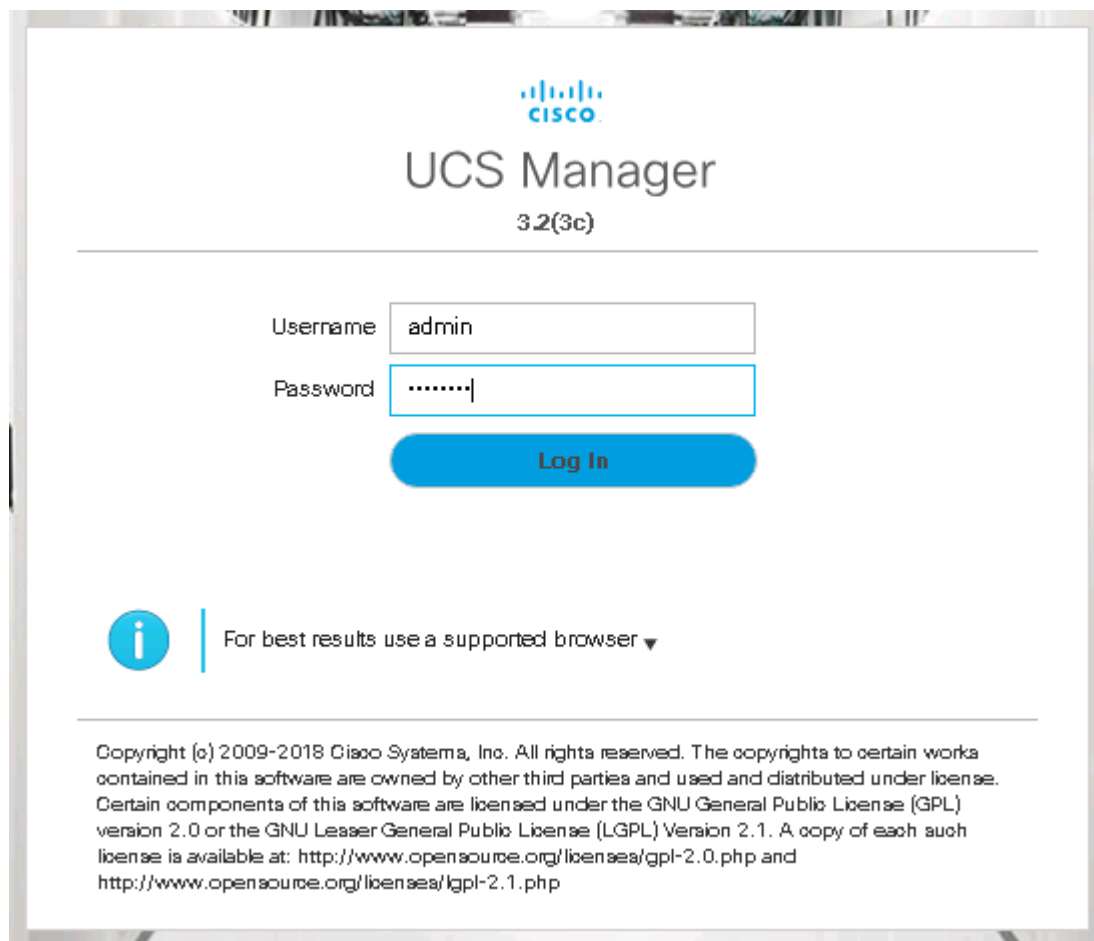 CISCO
UCS Manager
3.2(3c)
Username admin
Password ········
Log In
i
For best results use a supported browser
Copyright (c) 2009-2018 Cisco Systems, Inc. All rights reserved. The copyrights to certain works
contained in this software are owned by other third parties and used and distributed under license.
Certain components of this software are licensed under the GNU General Public License (GPL)
version 2.0 or the GNU Lesser General Public License (LGPL) Version 2.1. A copy of each such
license is available at: http://www.opensource.org/licenses/gpl-2.0.php and
http://www.opensource.org/licenses/lgpl-2.1.php